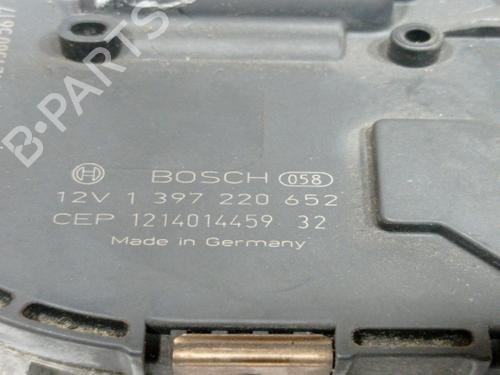 B-PARTS
BOSCH 058
12V 1 397 220 652
CEP 1214014459 32
Made in Germany